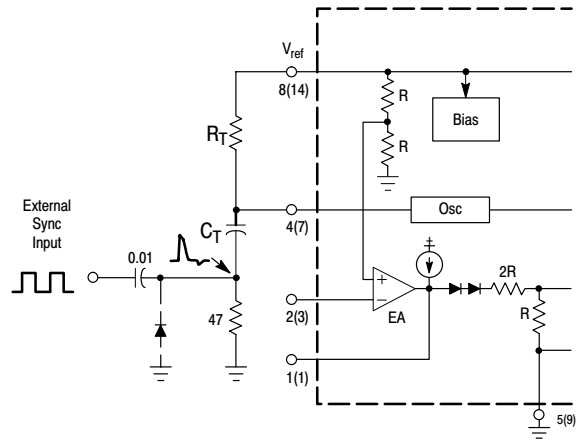 V_ref
8(14)
R
Bias
R_T
R
External
Sync
Input
C_T
4(7)
Osc
0.01
+
2R
47
2(3)
−
EA
R
1(1)
5(9)